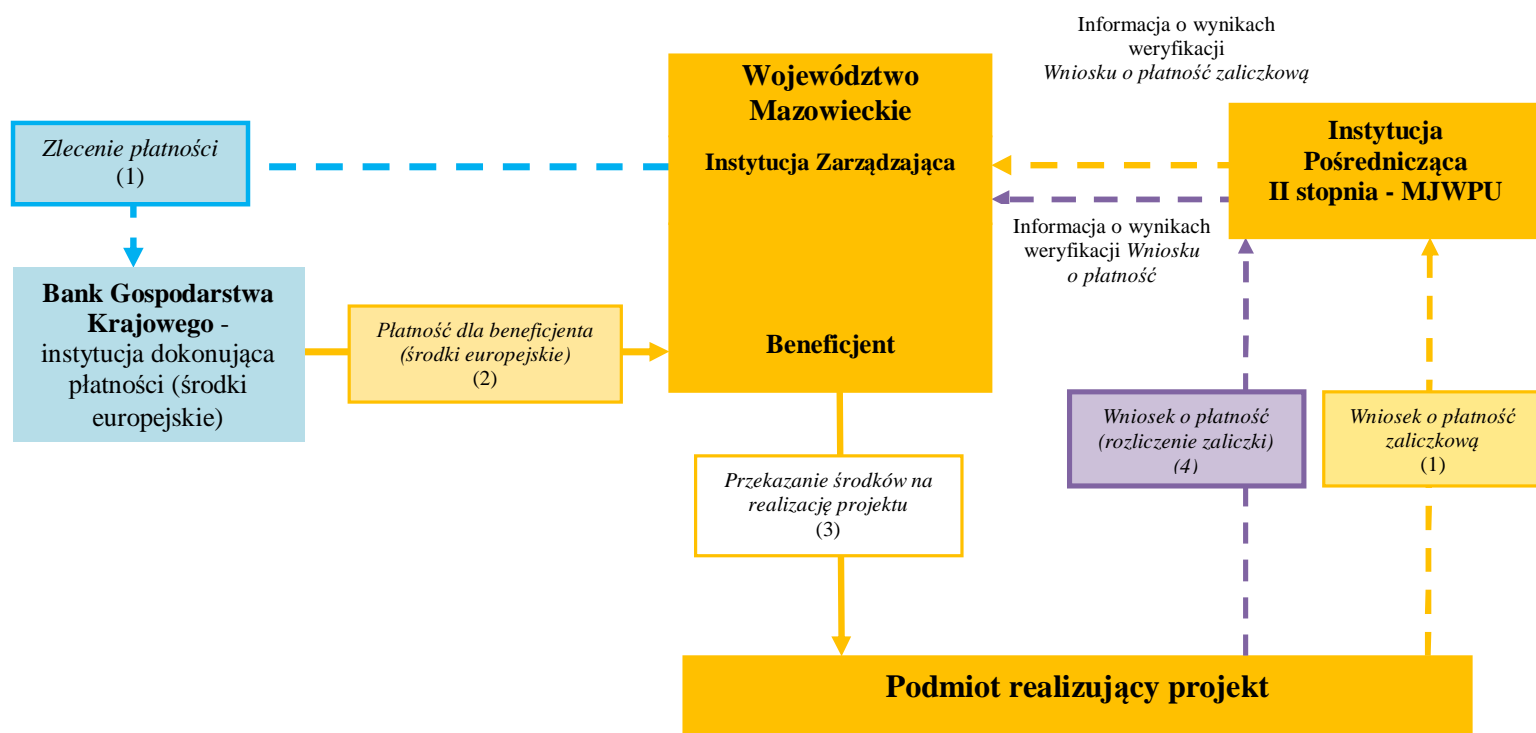 Informacja o wynikach
weryfikacji
Wniosku o płatność zaliczkową
Województwo
Mazowieckie
Instytucja Zarządzająca
Beneficjent
Zlecenie płatności
(1)
Instytucja
Pośrednicząca
II stopnia - MJWPU
Informacja o wynikach
weryfikacji Wniosku
o płatność
Bank Gospodarstwa
Krajowego -
instytucja dokonująca
płatności (środki
europejskie)
Płatność dla beneficjenta
(środki europejskie)
(2)
Wniosek o płatność
(rozliczenie zaliczki)
(4)
Wniosek o płatność
zaliczkową
(1)
Przekazanie środków na
realizację projektu
(3)
Podmiot realizujący projekt